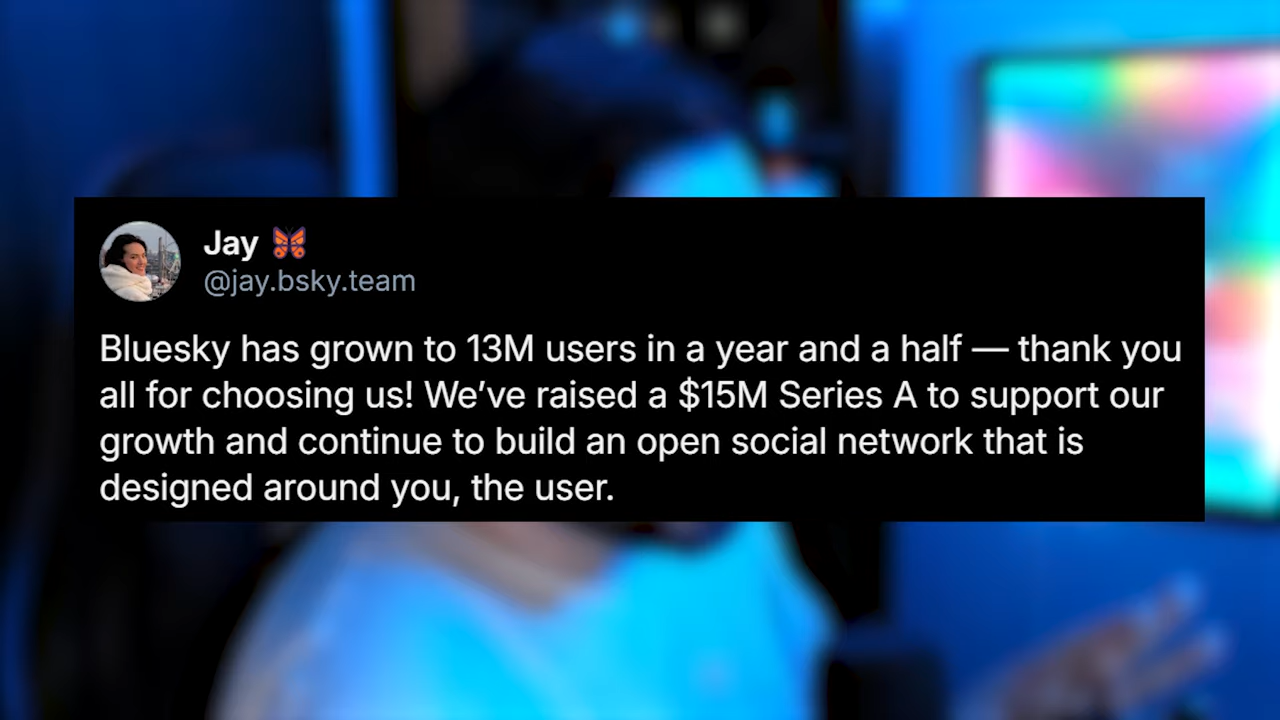 Jay 🦋
@jay.bsky.team
Bluesky has grown to 13M users in a year and a half — thank you
all for choosing us! We’ve raised a $15M Series A to support our
growth and continue to build an open social network that is
designed around you, the user.